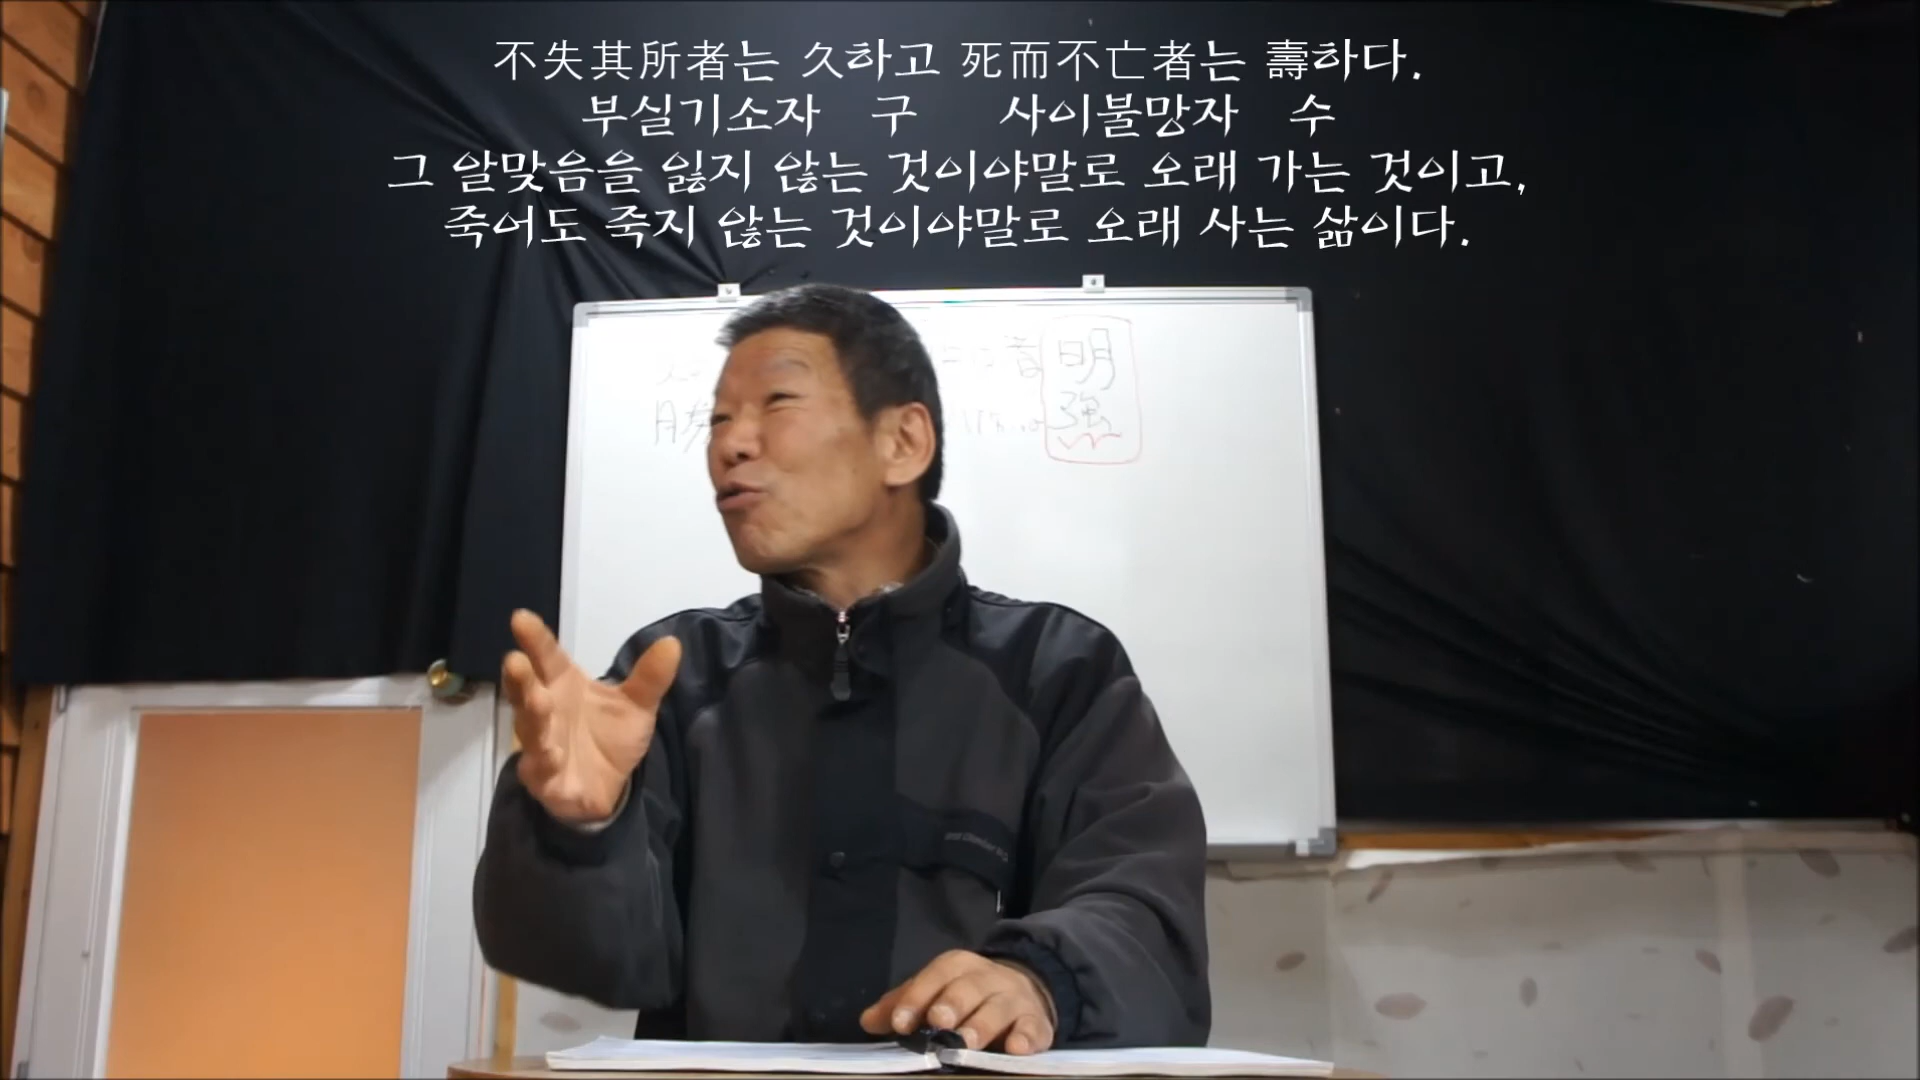 不失其所者는 久하고 死而不亡者는 壽하다.
부실기소자 구 사이불망자 수
그 알맞음을 잃지 않는 것이야말로 오래 가는 것이고,
죽어도 죽지 않는 것이야말로 오래 사는 삶이다.
者 明
勝 强